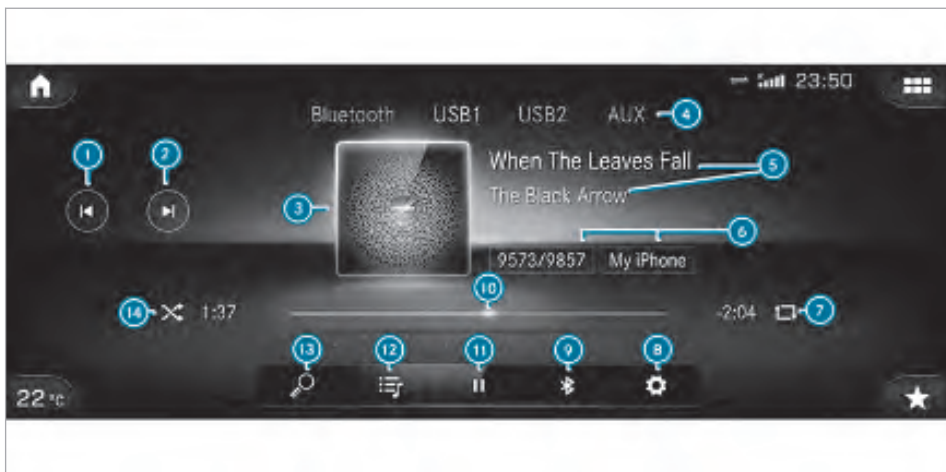 23:50
Bluetooth USB1 USB2 AUX 4
1 2
When The Leaves Fall 5
3 The Black Arrow
6
9573/9857 My iPhone
10
14 1:37 -2:04 7
13 12 11 9 8
22 °C